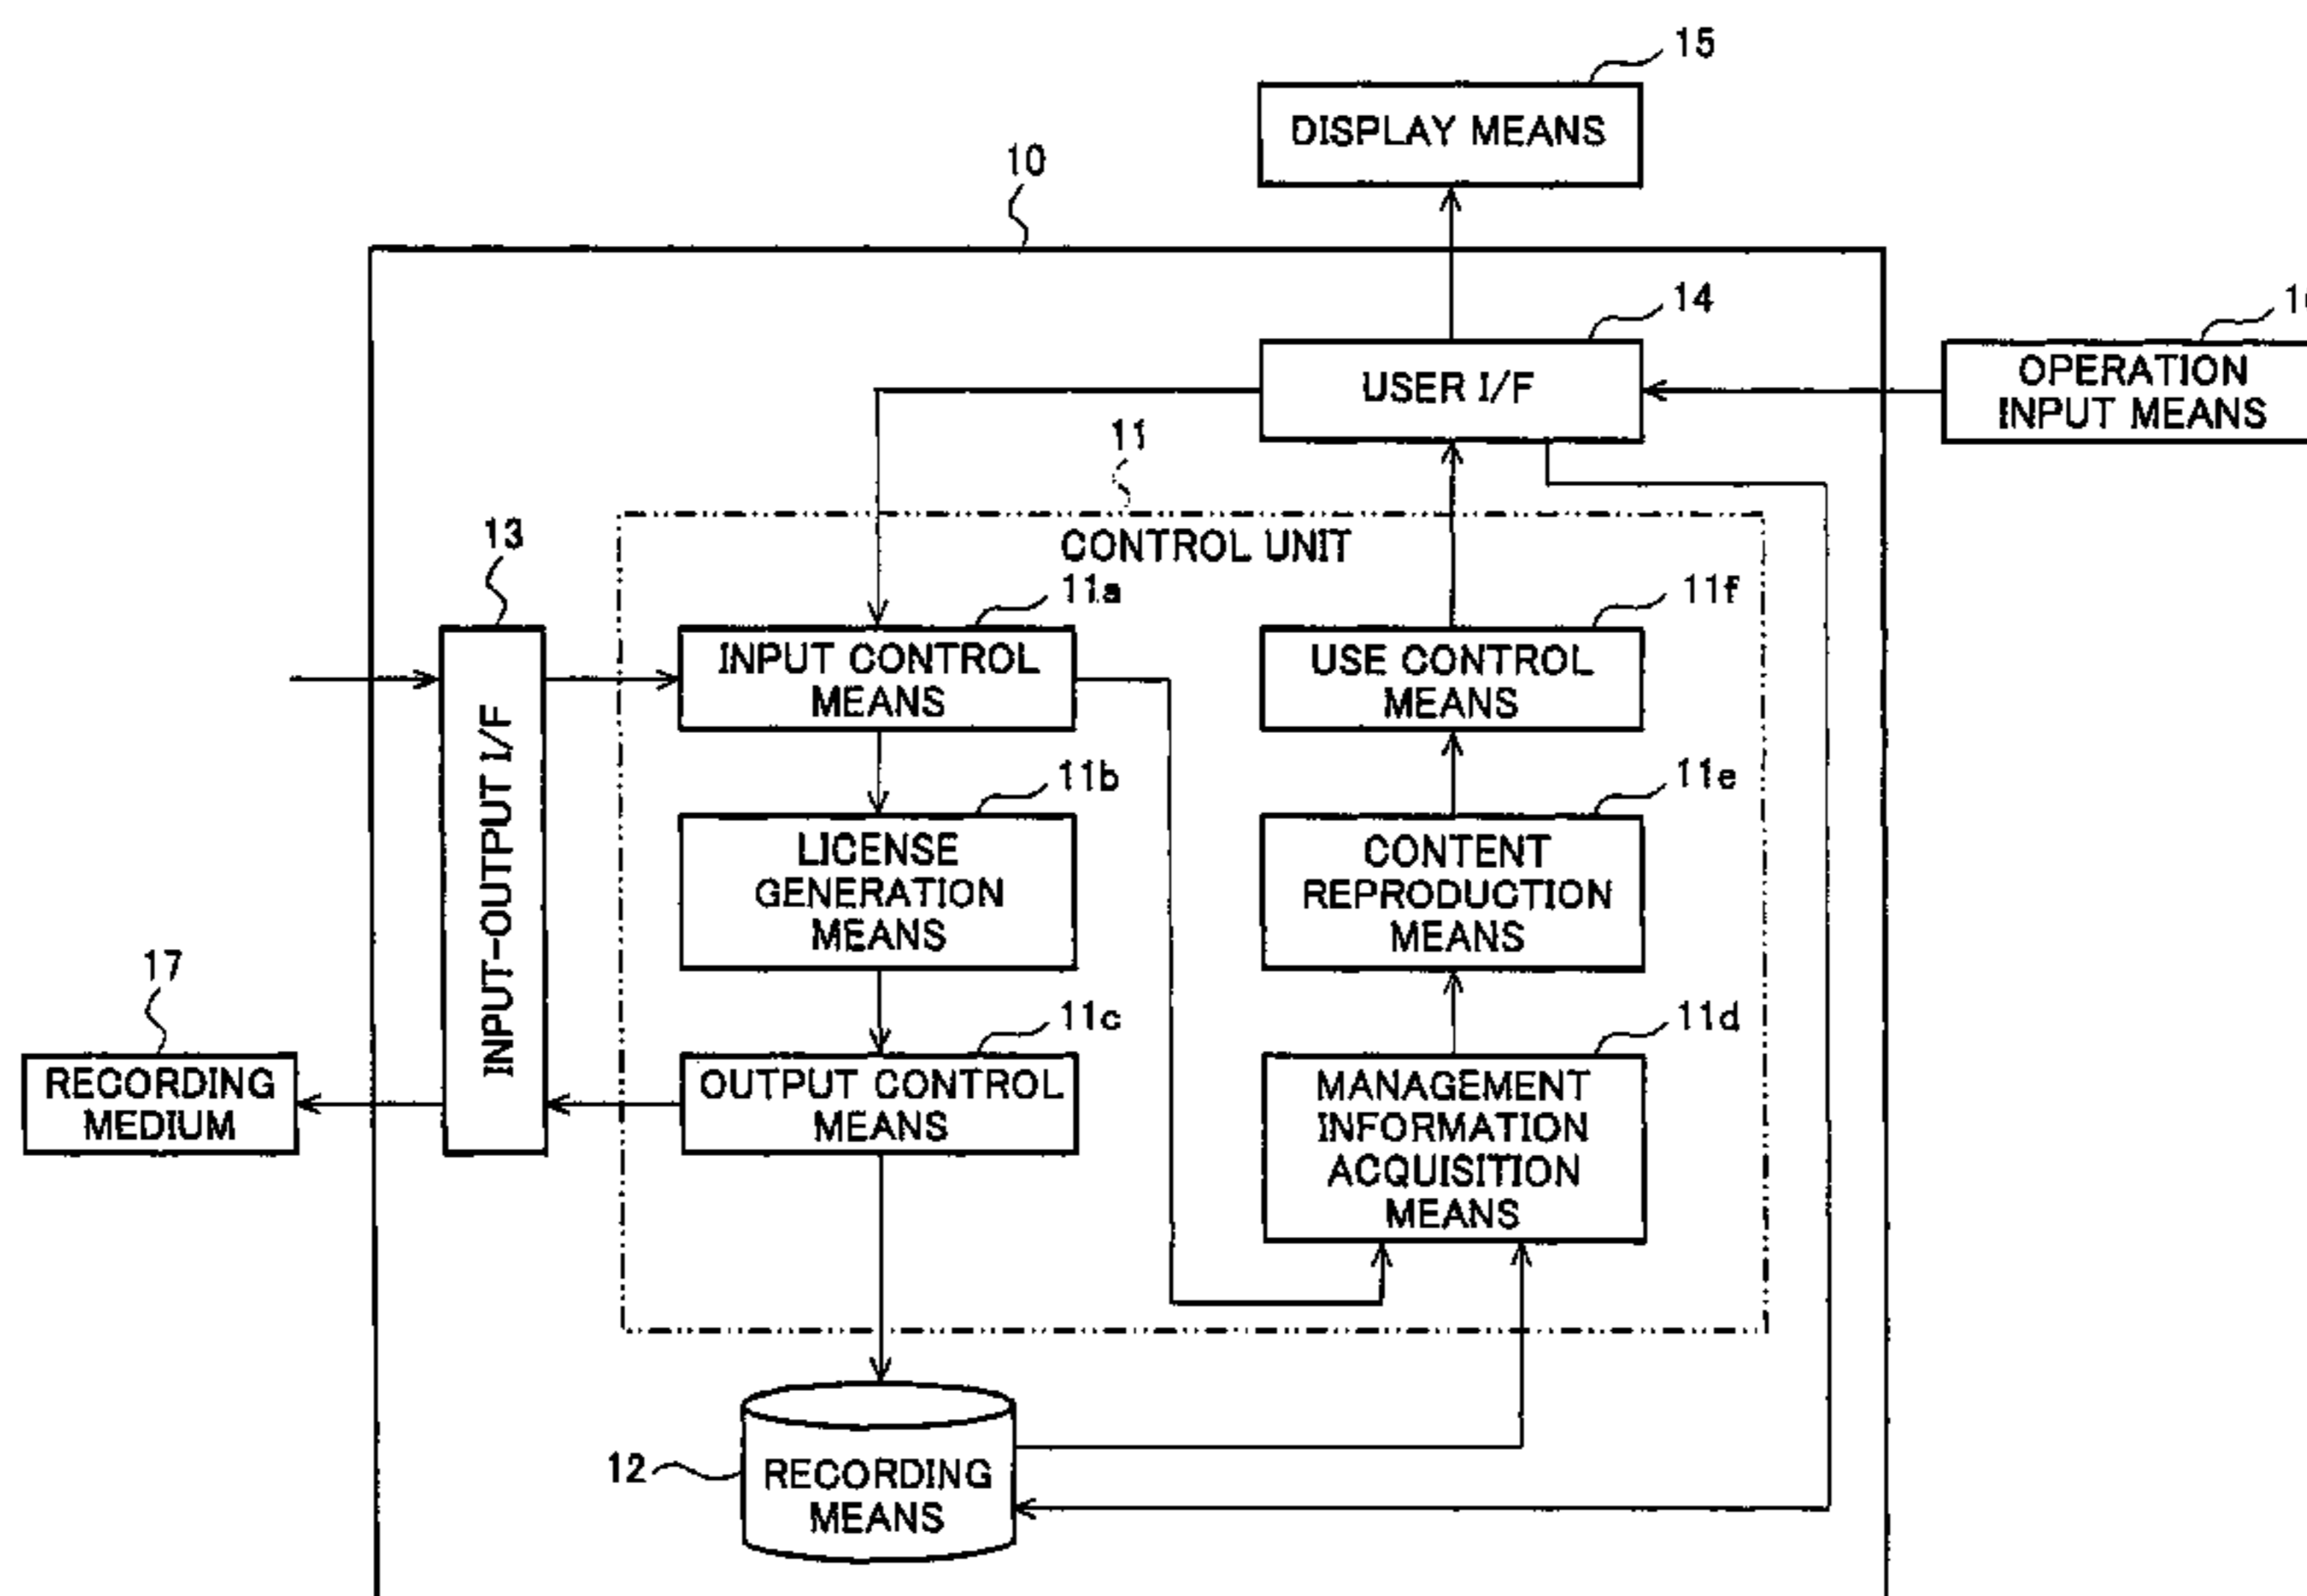 15
DISPLAY MEANS
10
14
USER I/F
OPERATION
INPUT MEANS
11
CONTROL UNIT
13
INPUT-OUTPUT I/F
11a
INPUT CONTROL
MEANS
11f
USE CONTROL
MEANS
11b
LICENSE
GENERATION
MEANS
11e
CONTENT
REPRODUCTION
MEANS
17
RECORDING
MEDIUM
11c
OUTPUT CONTROL
MEANS
11d
MANAGEMENT
INFORMATION
ACQUISITION
MEANS
12
RECORDING
MEANS